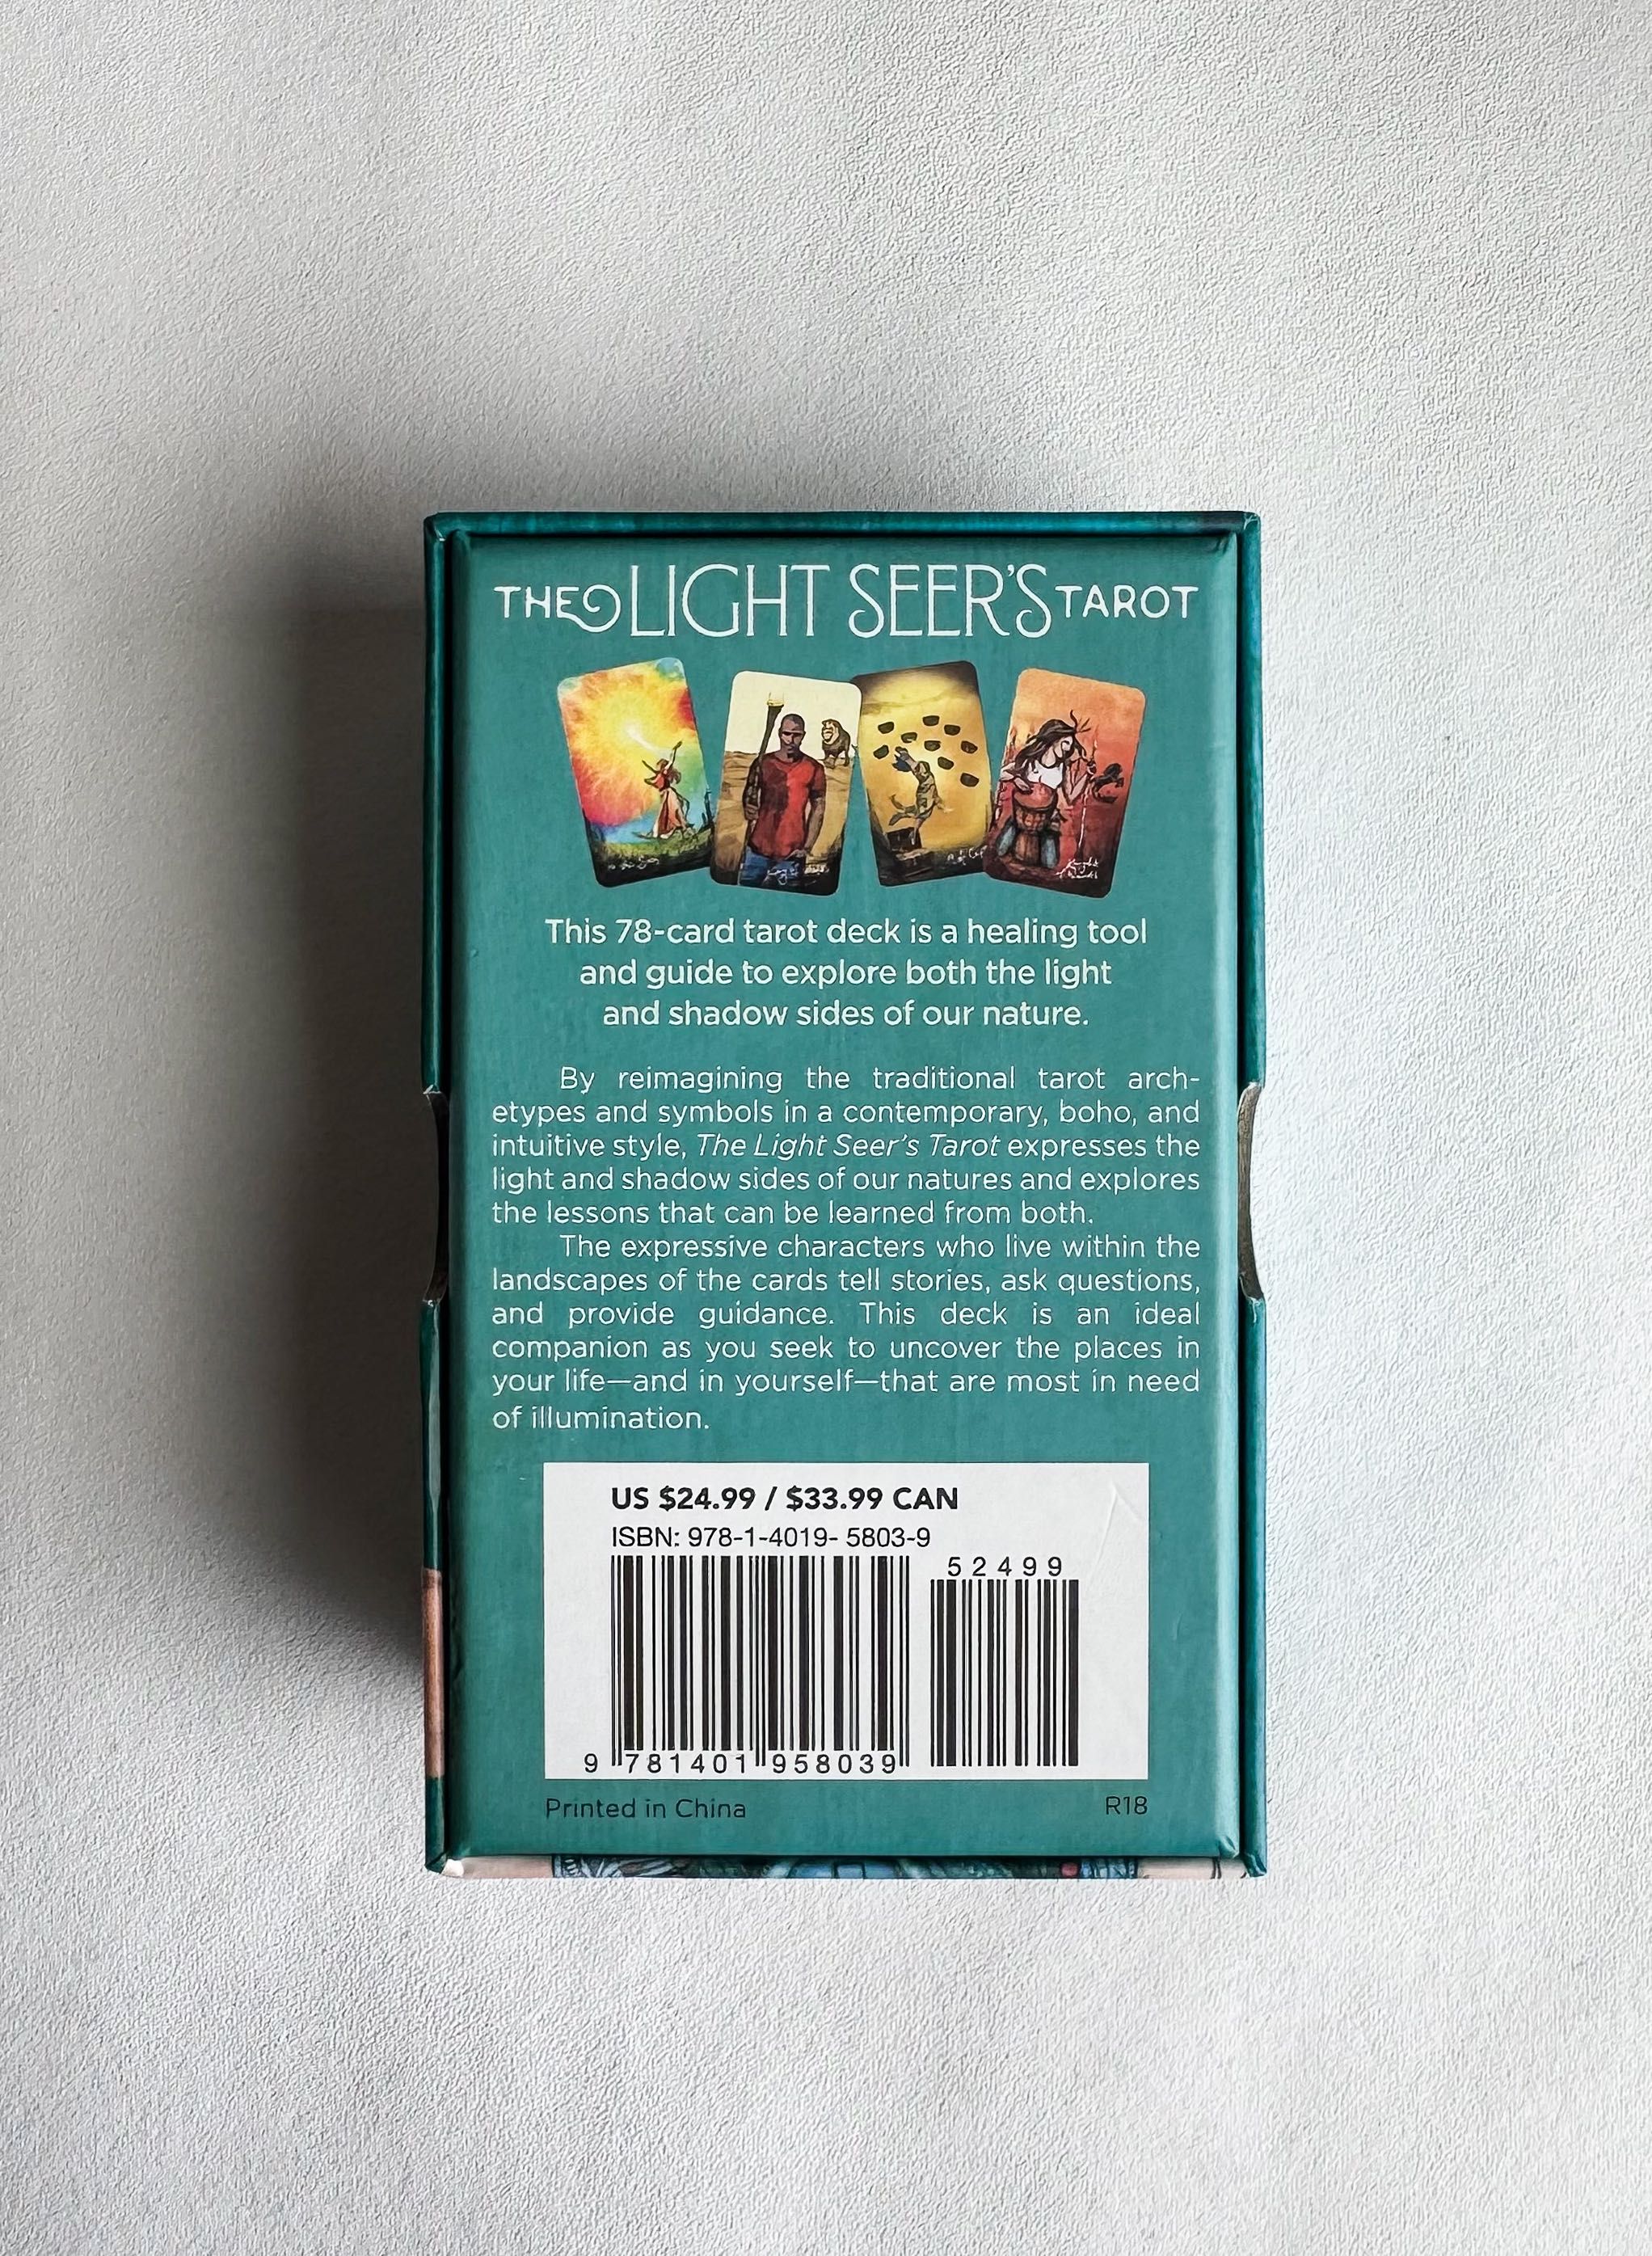 THE LIGHT SEER'S TAROT
This 78-card tarot deck is a healing tool
and guide to explore both the light
and shadow sides of our nature.
By reimagining the traditional tarot arch-
etypes and symbols in a contemporary, boho, and
intuitive style, The Light Seer's Tarot expresses the
light and shadow sides of our natures and explores
the lessons that can be learned from both.
The expressive characters who live within the
landscapes of the cards tell stories, ask questions,
and provide guidance. This deck is an ideal
companion as you seek to uncover the places in
your life—and in yourself—that are most in need
of illumination.
US $24.99 / $33.99 CAN
ISBN: 978-1-4019- 5803-9
52499
9 781401 958039
Printed in China R18